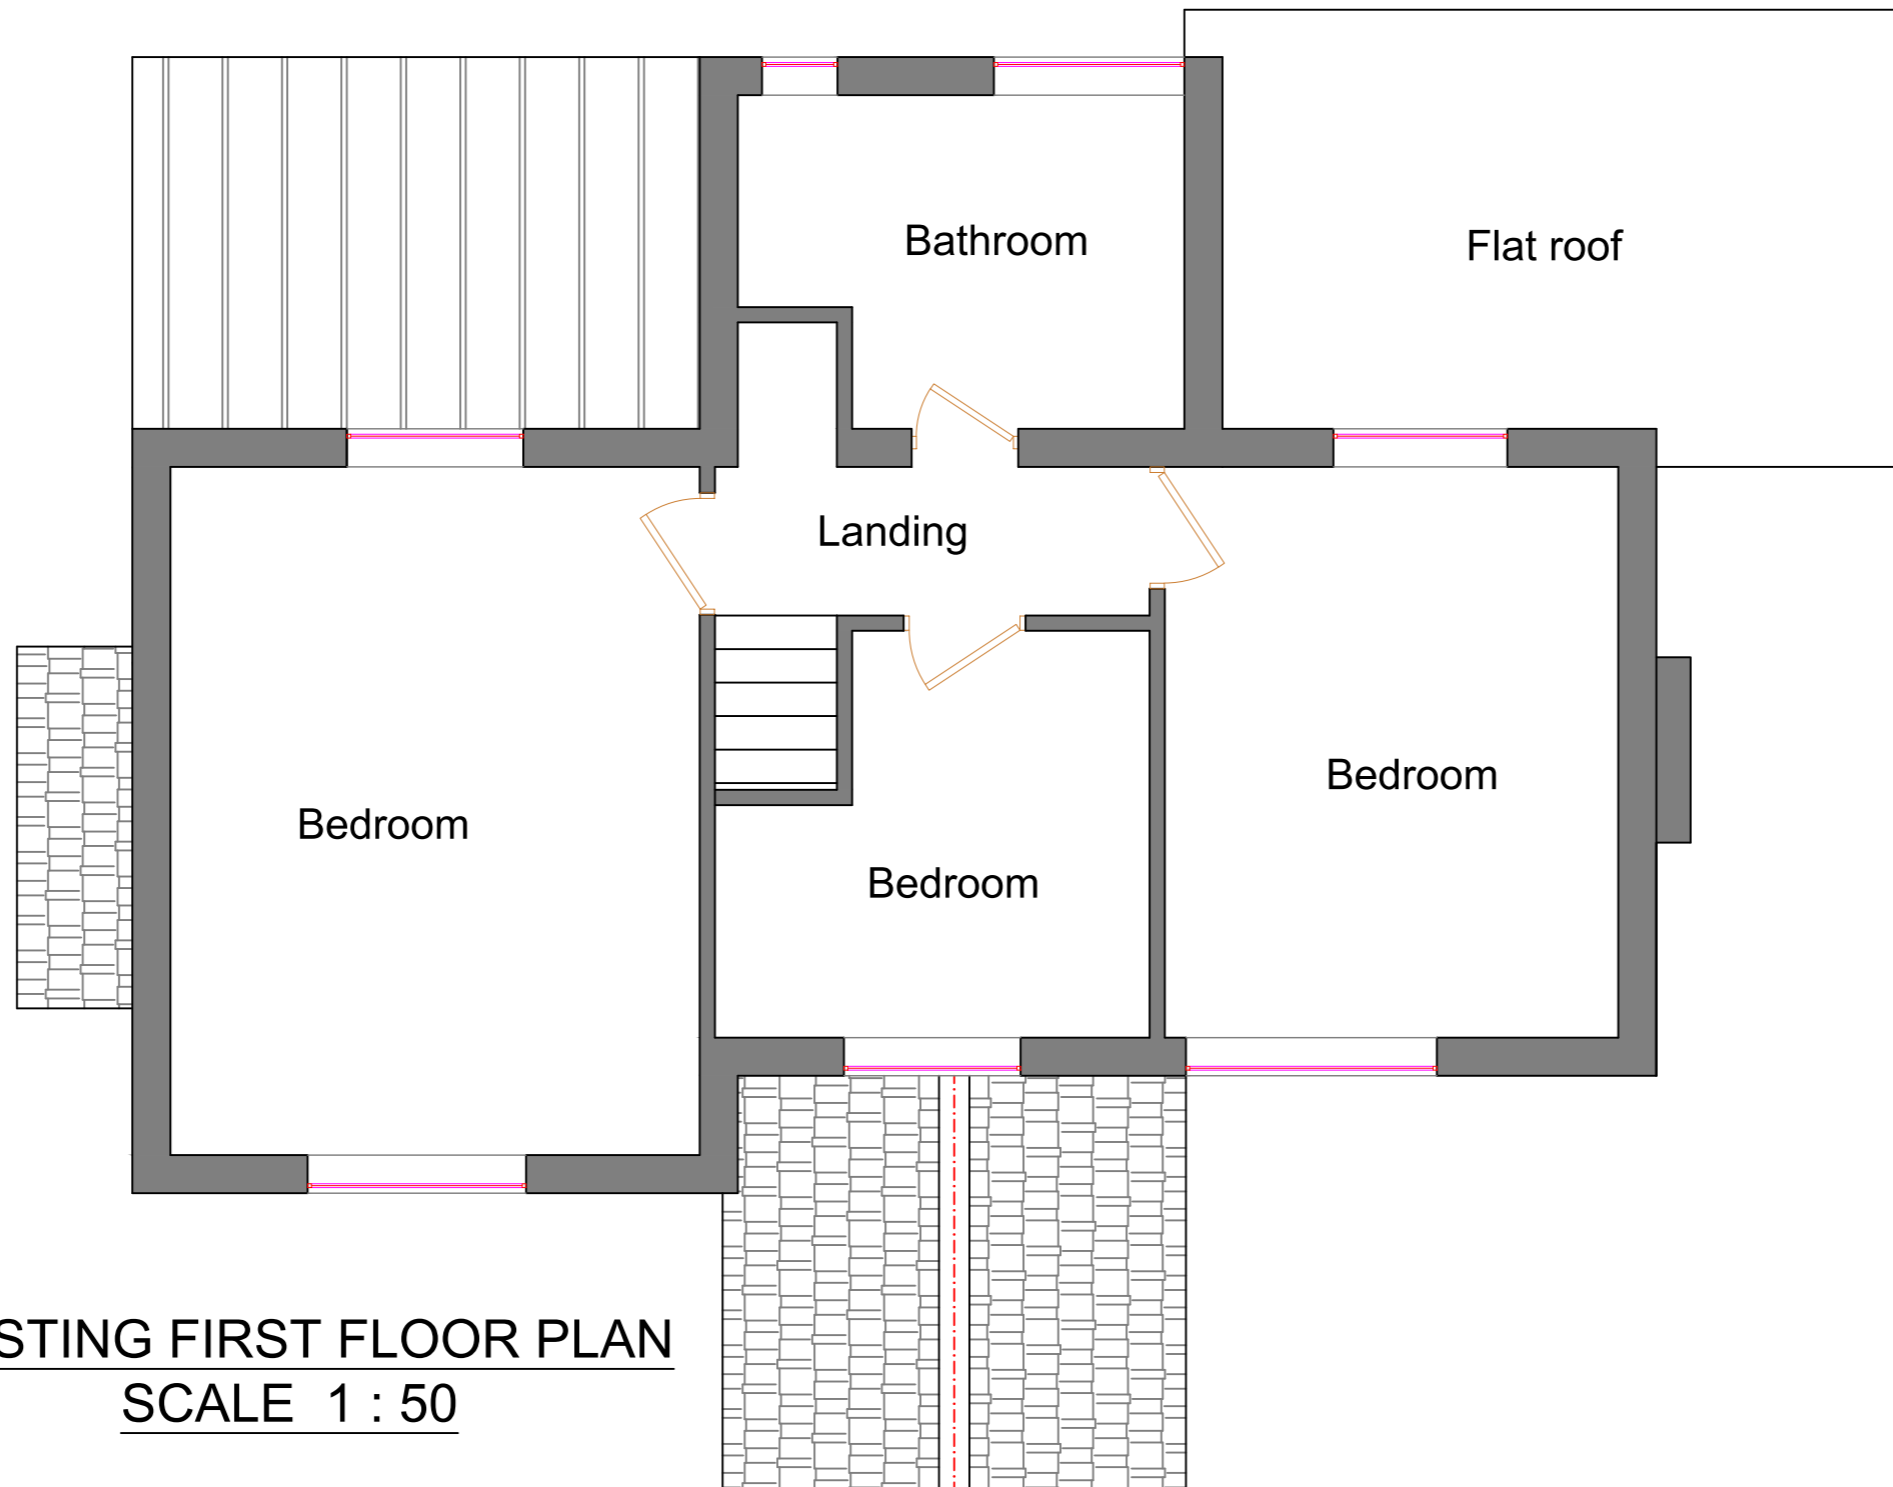 Bathroom
Flat roof
Landing
Bedroom
Bedroom
Bedroom
STING FIRST FLOOR PLAN
SCALE 1 : 50